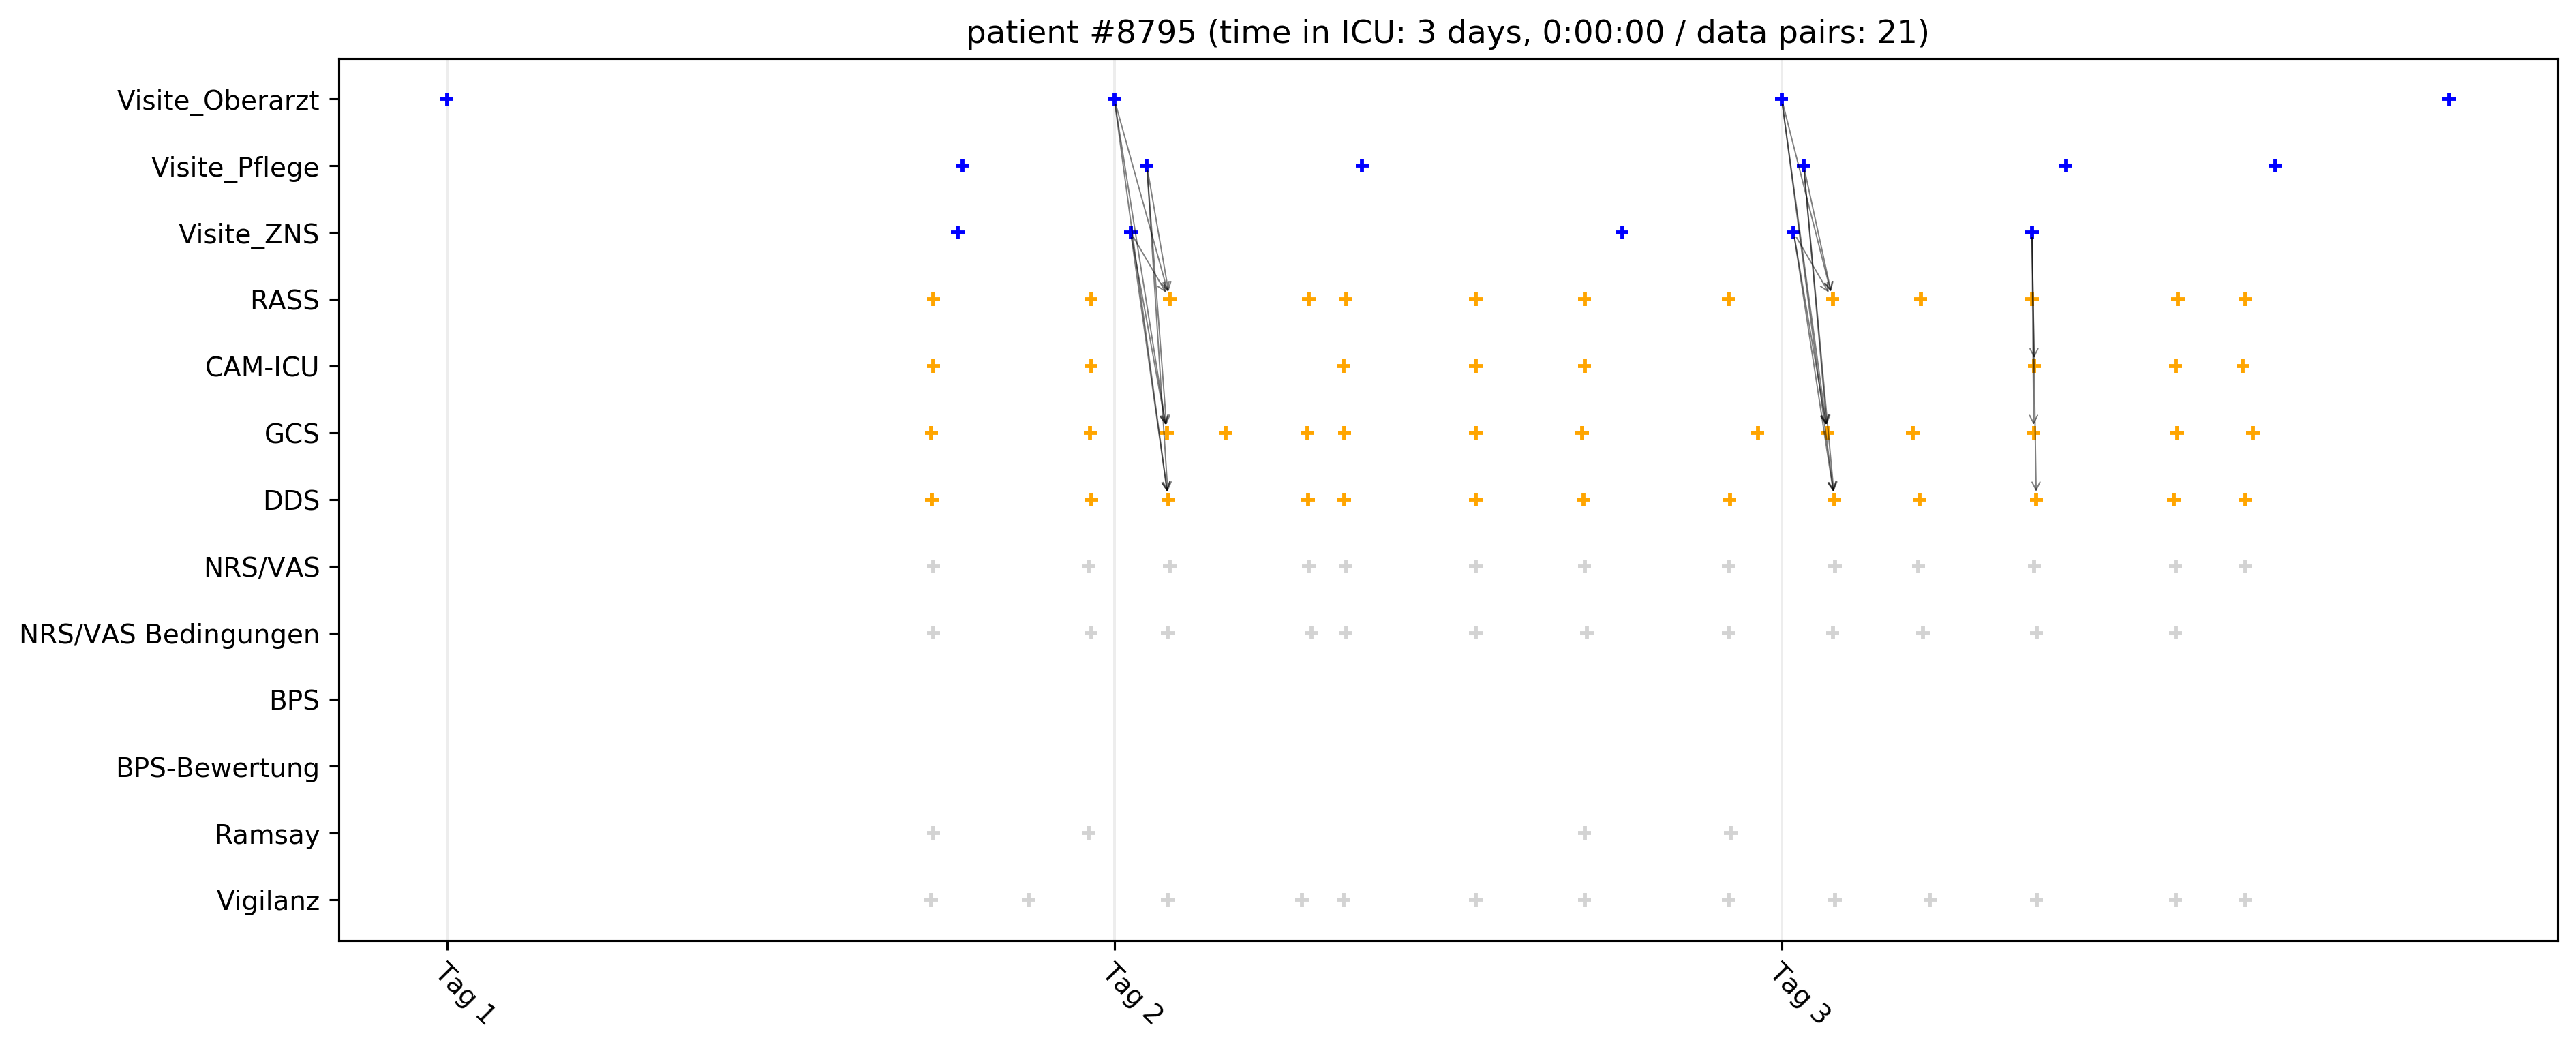 patient #8795 (time in ICU: 3 days, 0:00:00 / data pairs: 21)
Visite_Oberarzt
Visite_Pflege
Visite_ZNS
RASS
CAM-ICU
GCS
DDS
NRS/VAS
NRS/VAS Bedingungen
BPS
BPS-Bewertung
Ramsay
Vigilanz
Tag 1
Tag 2
Tag 3